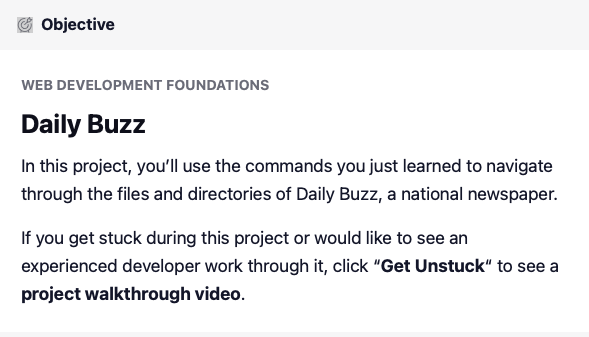 Objective
WEB DEVELOPMENT FOUNDATIONS
Daily Buzz
In this project, you’ll use the commands you just learned to navigate
through the files and directories of Daily Buzz, a national newspaper.
If you get stuck during this project or would like to see an
experienced developer work through it, click “Get Unstuck“ to see a
project walkthrough video.